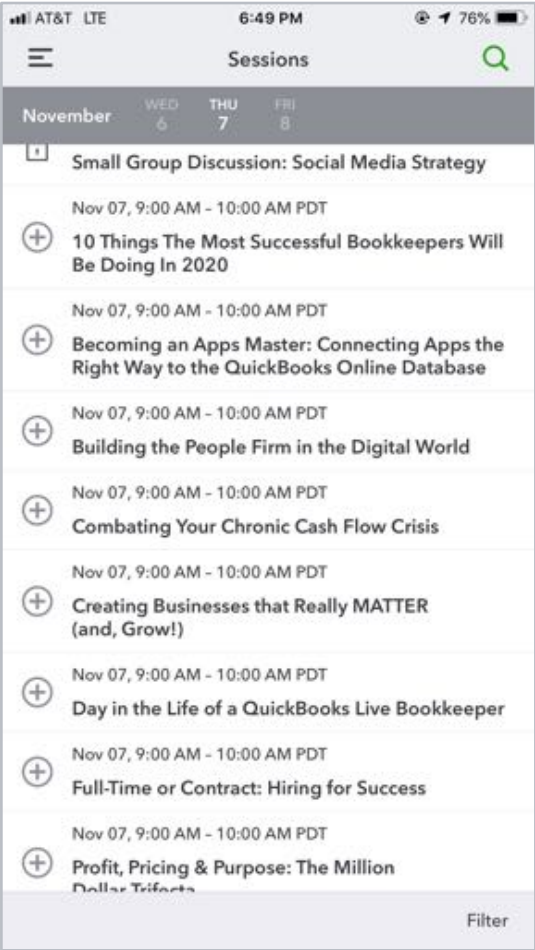 AT&T LTE 6:49 PM 76%
Sessions
November WED 6 THU 7 FRI 8
Small Group Discussion: Social Media Strategy
Nov 07, 9:00 AM – 10:00 AM PDT
10 Things The Most Successful Bookkeepers Will
Be Doing In 2020
Nov 07, 9:00 AM – 10:00 AM PDT
Becoming an Apps Master: Connecting Apps the
Right Way to the QuickBooks Online Database
Nov 07, 9:00 AM – 10:00 AM PDT
Building the People Firm in the Digital World
Nov 07, 9:00 AM – 10:00 AM PDT
Combating Your Chronic Cash Flow Crisis
Nov 07, 9:00 AM – 10:00 AM PDT
Creating Businesses that Really MATTER
(and, Grow!)
Nov 07, 9:00 AM – 10:00 AM PDT
Day in the Life of a QuickBooks Live Bookkeeper
Nov 07, 9:00 AM – 10:00 AM PDT
Full-Time or Contract: Hiring for Success
Nov 07, 9:00 AM – 10:00 AM PDT
Profit, Pricing & Purpose: The Million
Dollar Trifecta
Filter